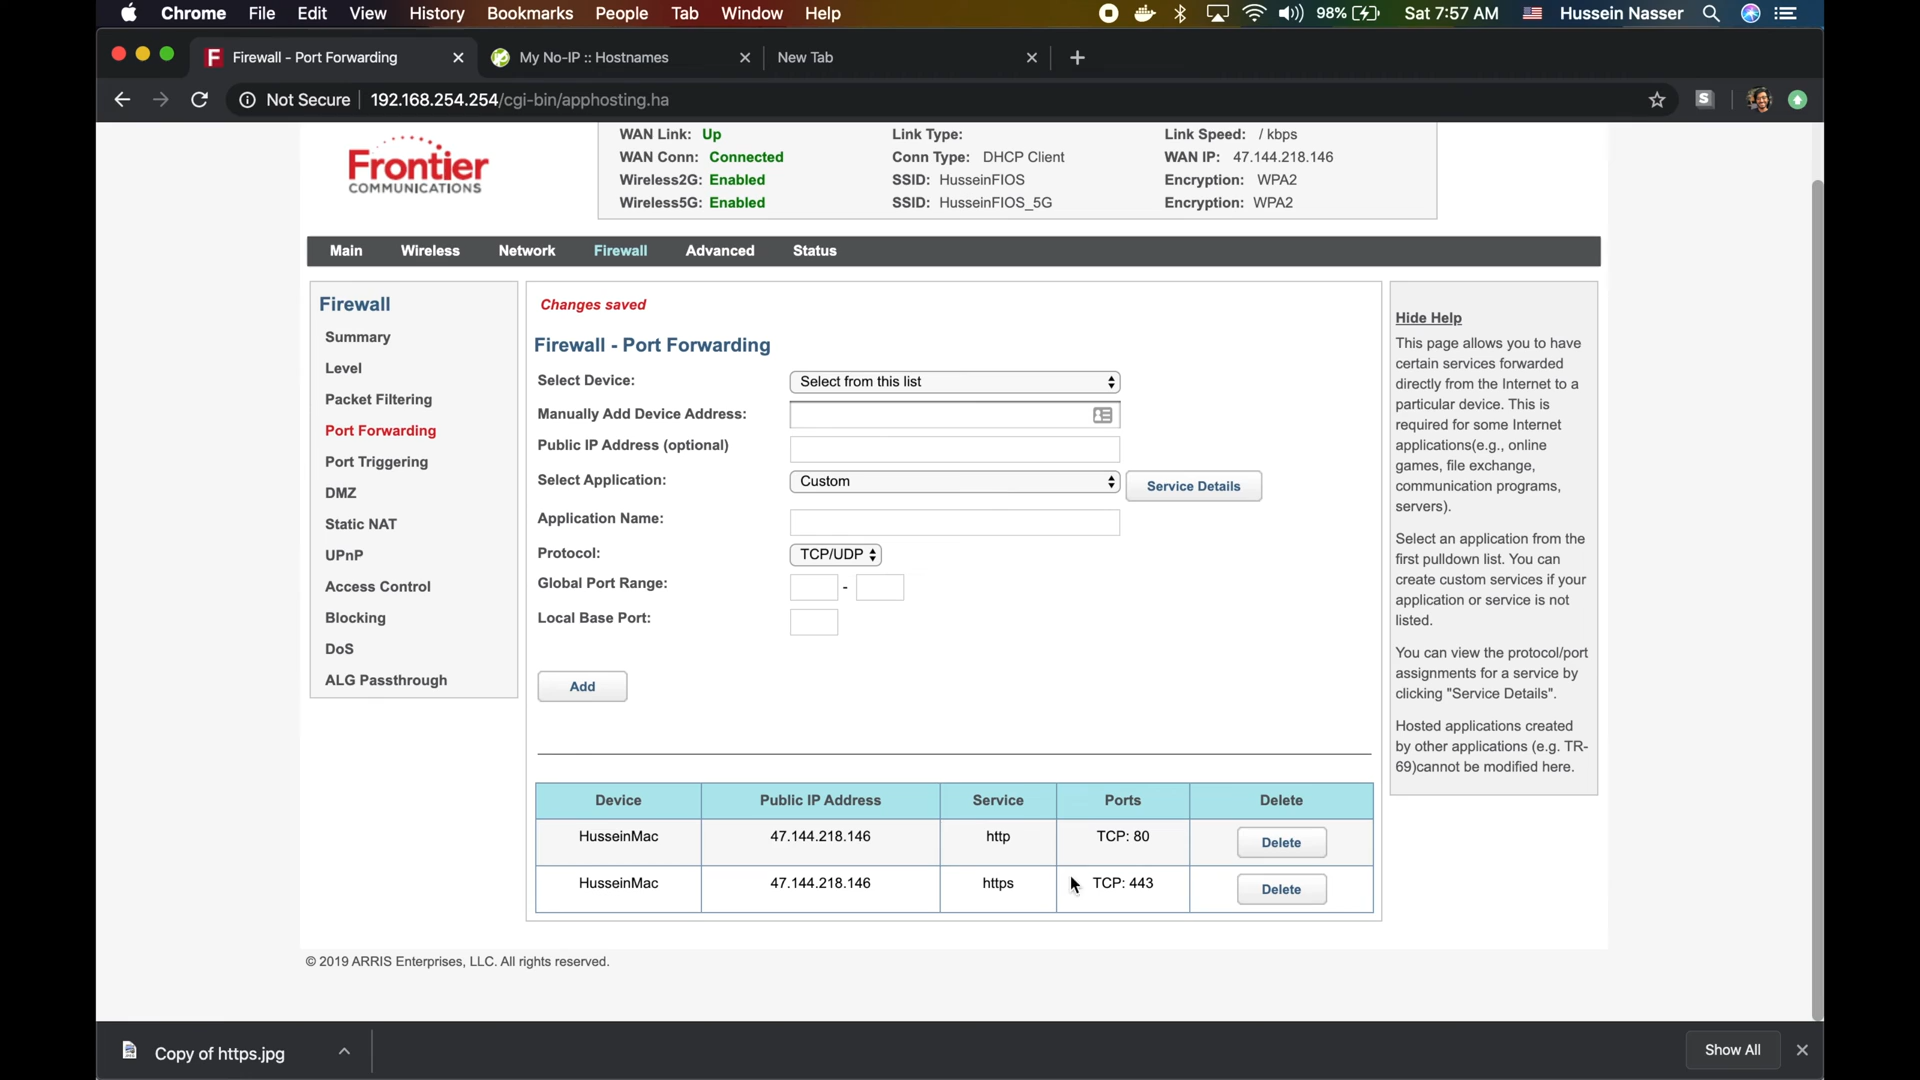 Chrome File Edit View History Bookmarks People Tab Window Help 98% Sat 7:57 AM Hussein Nasser
Firewall - Port Forwarding My No-IP :: Hostnames New Tab
Not Secure 192.168.254.254/cgi-bin/apphosting.ha
Frontier
COMMUNICATIONS
WAN Link: Up Link Type: Link Speed: / kbps
WAN Conn: Connected Conn Type: DHCP Client WAN IP: 47.144.218.146
Wireless2G: Enabled SSID: HusseinFIOS Encryption: WPA2
Wireless5G: Enabled SSID: HusseinFIOS_5G Encryption: WPA2
Main Wireless Network Firewall Advanced Status
Firewall
Summary
Level
Packet Filtering
Port Forwarding
Port Triggering
DMZ
Static NAT
UPnP
Access Control
Blocking
DoS
ALG Passthrough
Changes saved
Firewall - Port Forwarding
Select Device: Select from this list
Manually Add Device Address:
Public IP Address (optional)
Select Application: Custom Service Details
Application Name:
Protocol: TCP/UDP
Global Port Range: -
Local Base Port:
Add
Device Public IP Address Service Ports Delete
HusseinMac 47.144.218.146 http TCP: 80 Delete
HusseinMac 47.144.218.146 https TCP: 443 Delete
Hide Help
This page allows you to have
certain services forwarded
directly from the Internet to a
particular device. This is
required for some Internet
applications(e.g., online
games, file exchange,
communication programs,
servers).
Select an application from the
first pulldown list. You can
create custom services if your
application or service is not
listed.
You can view the protocol/port
assignments for a service by
clicking "Service Details".
Hosted applications created
by other applications (e.g. TR-
69)cannot be modified here.
© 2019 ARRIS Enterprises, LLC. All rights reserved.
Copy of https.jpg Show All